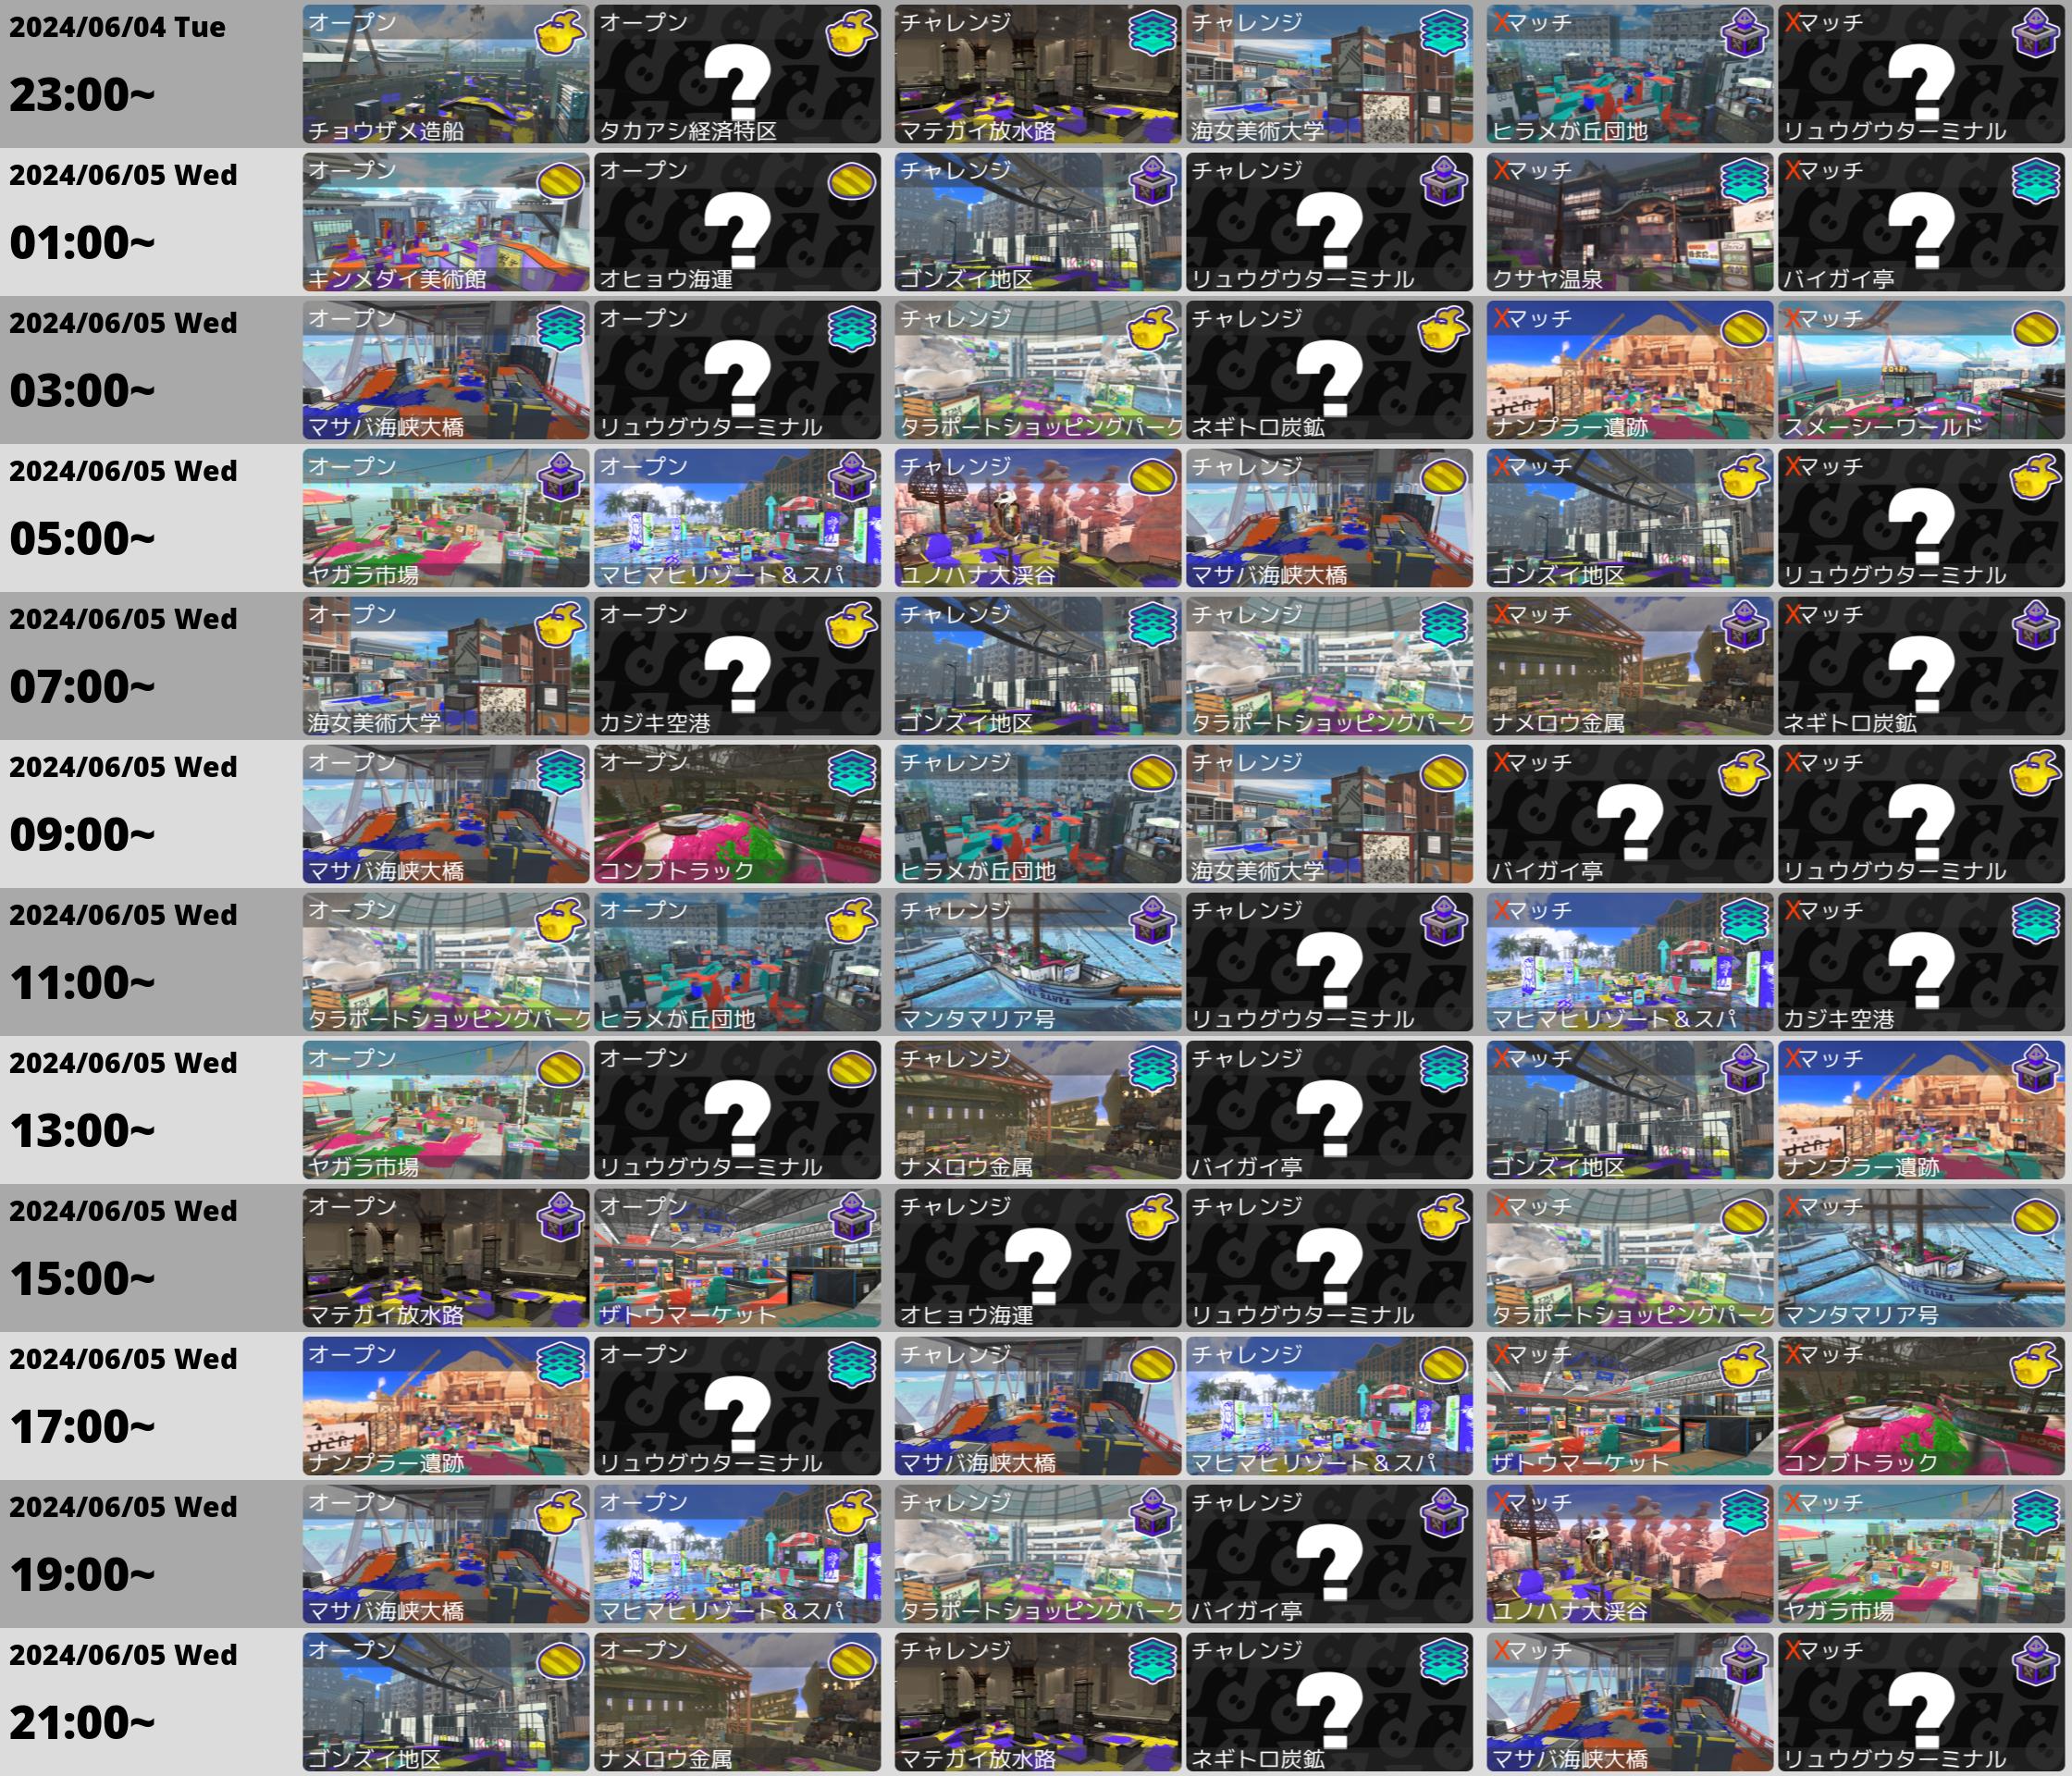 2024/06/04 Tue
23:00~
オープン オープン チャレンジ チャレンジ Xマッチ Xマッチ
チョウザメ造船 タカアシ経済特区 マテガイ放水路 海女美術大学 ヒラメが丘団地 リュウグウターミナル
2024/06/05 Wed
01:00~
オープン オープン チャレンジ チャレンジ Xマッチ Xマッチ
キンメダイ美術館 オヒョウ海運 ゴンズイ地区 リュウグウターミナル クサヤ温泉 バイガイ亭
2024/06/05 Wed
03:00~
オープン オープン チャレンジ チャレンジ Xマッチ Xマッチ
マサバ海峡大橋 リュウグウターミナル タラポートショッピングパーク ネギトロ炭鉱 ナンプラー遺跡 スメーシーワールド
2024/06/05 Wed
05:00~
オープン オープン チャレンジ チャレンジ Xマッチ Xマッチ
ヤガラ市場 マヒマヒリゾート＆スパ ユノハナ大渓谷 マサバ海峡大橋 ゴンズイ地区 リュウグウターミナル
2024/06/05 Wed
07:00~
オープン オープン チャレンジ チャレンジ Xマッチ Xマッチ
海女美術大学 カジキ空港 ゴンズイ地区 タラポートショッピングパーク ナメロウ金属 ネギトロ炭鉱
2024/06/05 Wed
09:00~
オープン オープン チャレンジ チャレンジ Xマッチ Xマッチ
マサバ海峡大橋 コンブトラック ヒラメが丘団地 海女美術大学 バイガイ亭 リュウグウターミナル
2024/06/05 Wed
11:00~
オープン オープン チャレンジ チャレンジ Xマッチ Xマッチ
タラポートショッピングパーク ヒラメが丘団地 マンタマリア号 リュウグウターミナル マヒマヒリゾート＆スパ カジキ空港
2024/06/05 Wed
13:00~
オープン オープン チャレンジ チャレンジ Xマッチ Xマッチ
ヤガラ市場 リュウグウターミナル ナメロウ金属 バイガイ亭 ゴンズイ地区 ナンプラー遺跡
2024/06/05 Wed
15:00~
オープン オープン チャレンジ チャレンジ Xマッチ Xマッチ
マテガイ放水路 ザトウマーケット オヒョウ海運 リュウグウターミナル タラポートショッピングパーク マンタマリア号
2024/06/05 Wed
17:00~
オープン オープン チャレンジ チャレンジ Xマッチ Xマッチ
ナンプラー遺跡 リュウグウターミナル マサバ海峡大橋 マヒマヒリゾート＆スパ ザトウマーケット コンブトラック
2024/06/05 Wed
19:00~
オープン オープン チャレンジ チャレンジ Xマッチ Xマッチ
マサバ海峡大橋 マヒマヒリゾート＆スパ タラポートショッピングパーク バイガイ亭 ユノハナ大渓谷 ヤガラ市場
2024/06/05 Wed
21:00~
オープン オープン チャレンジ チャレンジ Xマッチ Xマッチ
ゴンズイ地区 ナメロウ金属 マテガイ放水路 ネギトロ炭鉱 マサバ海峡大橋 リュウグウターミナル